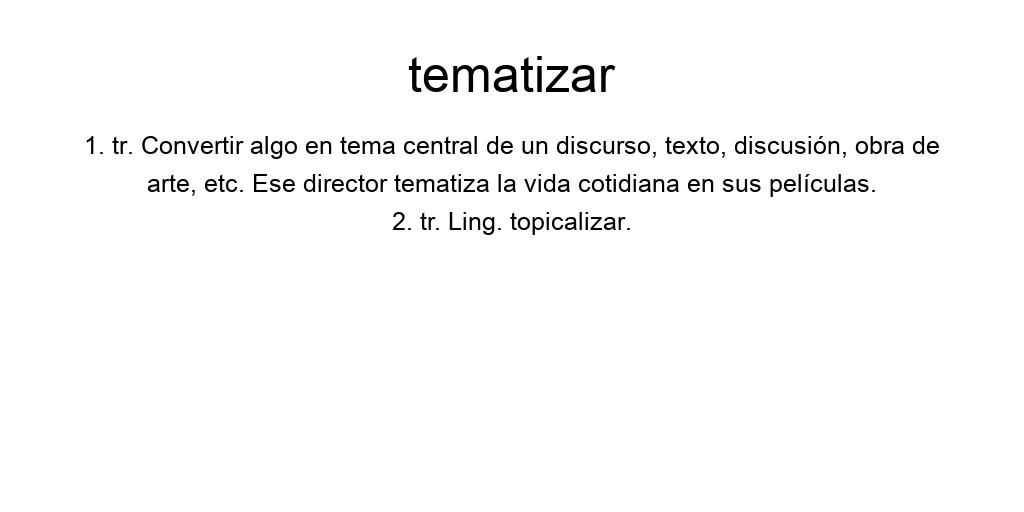 tematizar
1. tr. Convertir algo en tema central de un discurso, texto, discusión, obra de
arte, etc. Ese director tematiza la vida cotidiana en sus películas.
2. tr. Ling. topicalizar.